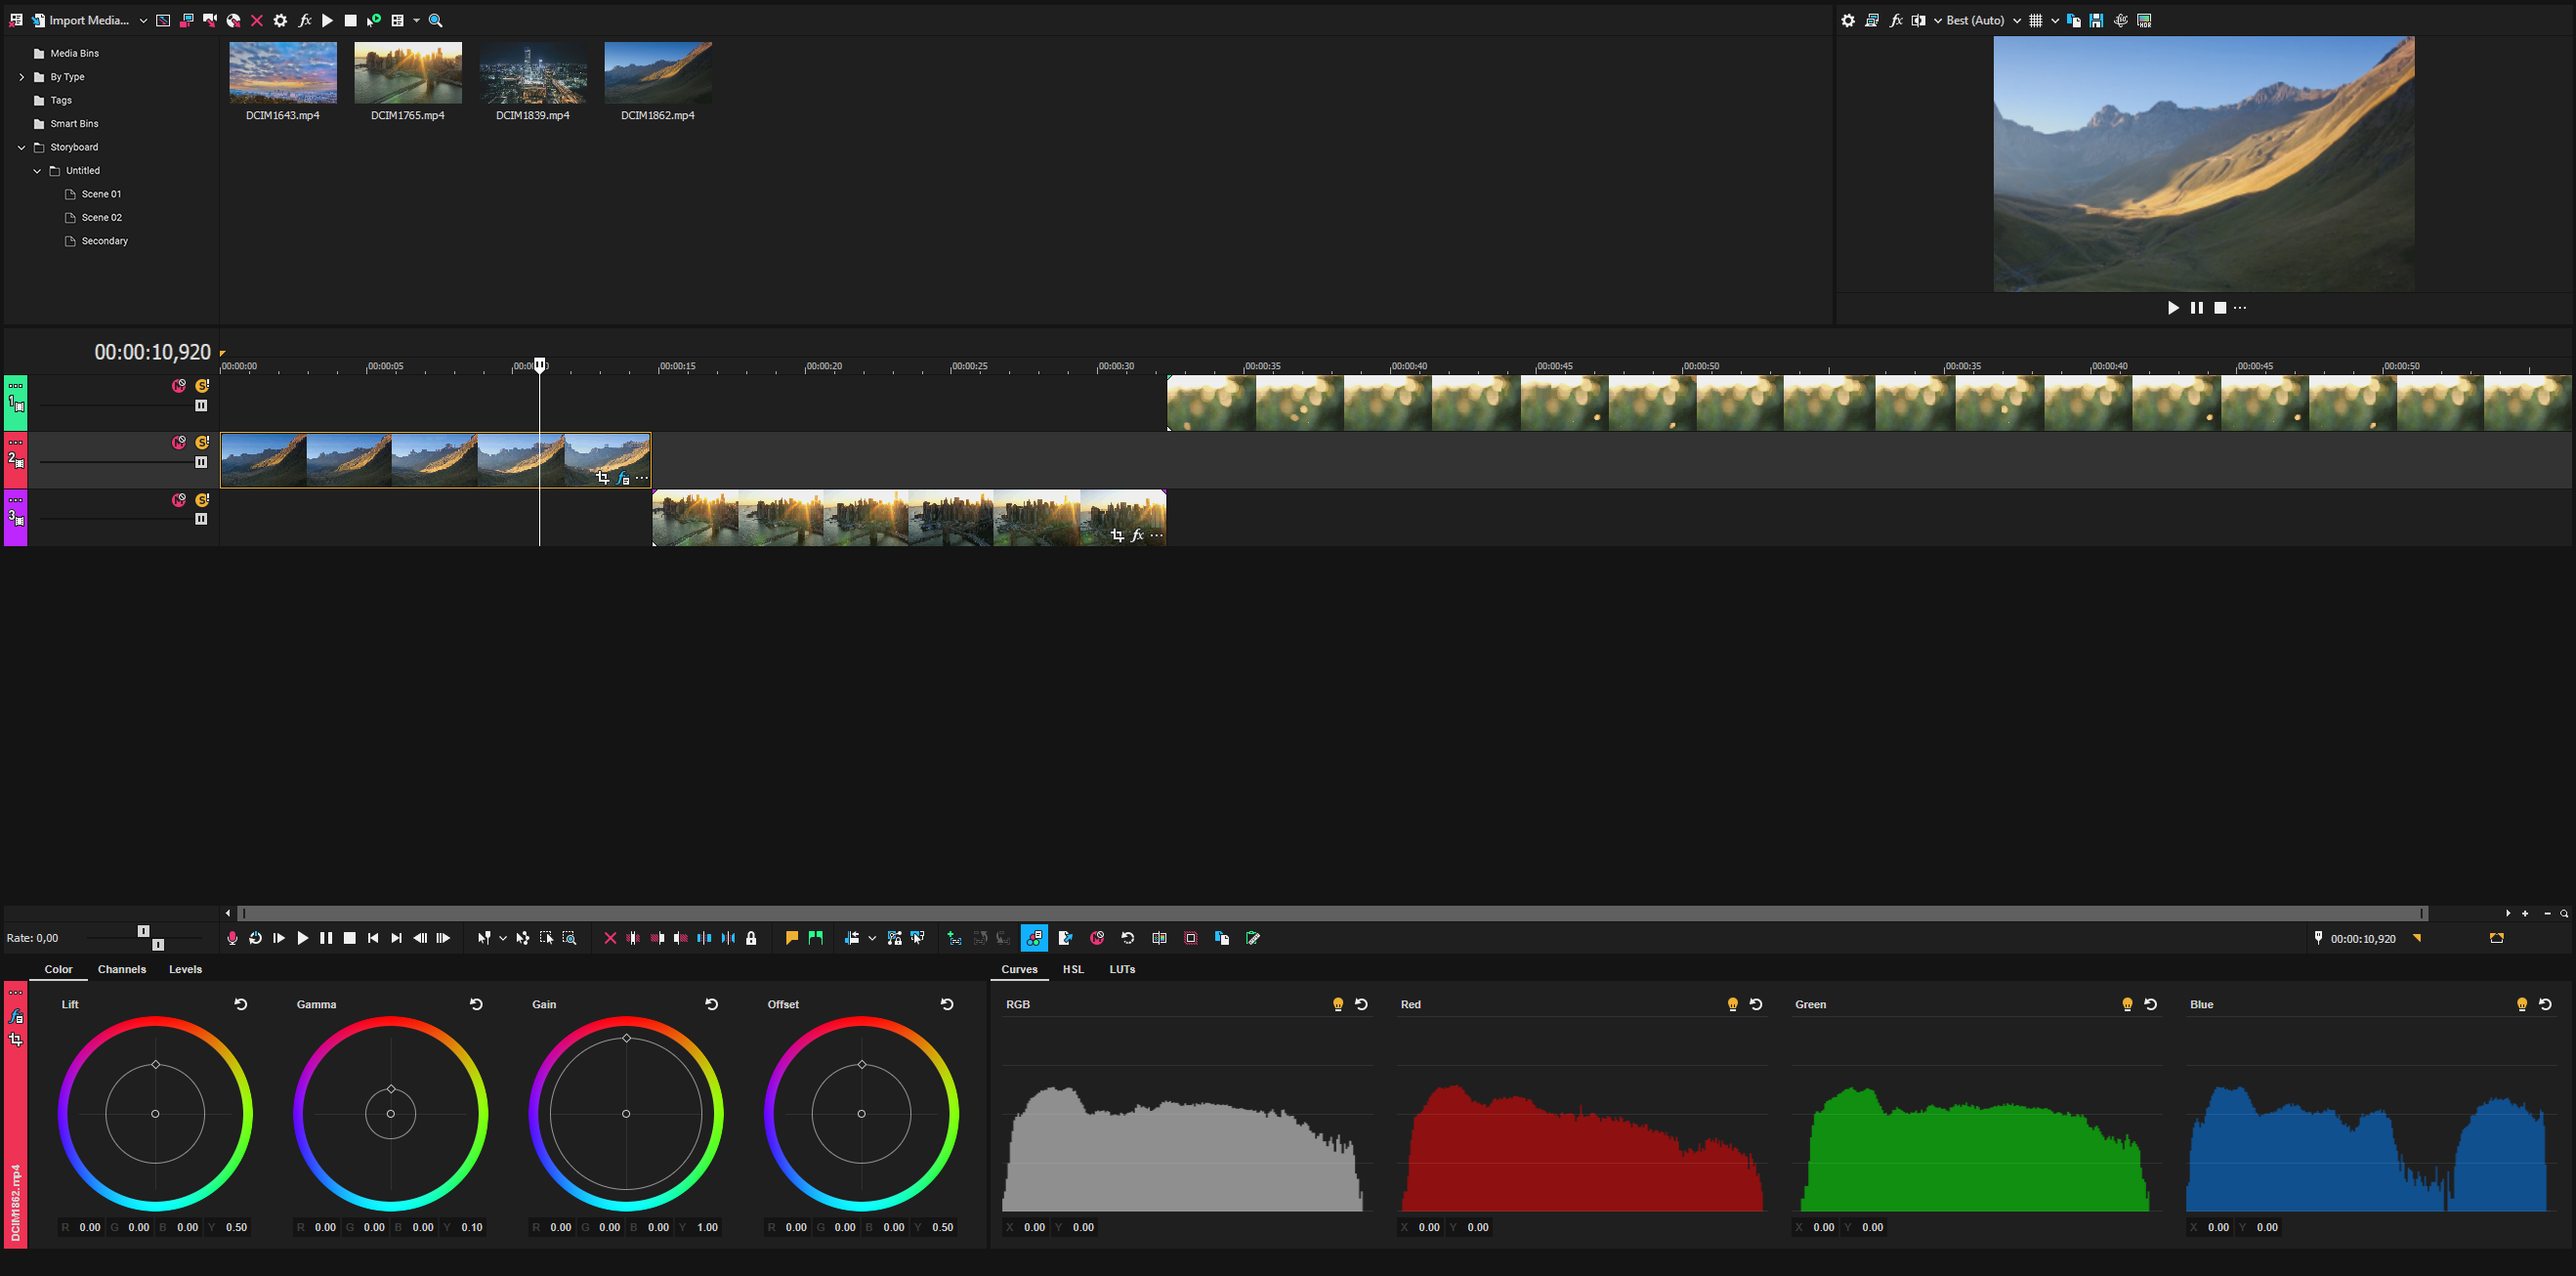 Import Media...
Best (Auto)
Media Bins
By Type
Tags
Smart Bins
Storyboard
Untitled
Scene 01
Scene 02
Secondary
DCIM1643.mp4 DCIM1765.mp4 DCIM1839.mp4 DCIM1862.mp4
00:00:10,920
00:00:00 00:00:05 00:00:15 00:00:20 00:00:25 00:00:30 00:00:35 00:00:40 00:00:45 00:00:50 00:00:35 00:00:40 00:00:45 00:00:50
1
2
3
Rate: 0,00
00:00:10,920
Color Channels Levels
Curves HSL LUTs
Lift Gamma Gain Offset
RGB Red Green Blue
DCIM1862.mp4
R 0.00 G 0.00 B 0.00 Y 0.50
R 0.00 G 0.00 B 0.00 Y 0.10
R 0.00 G 0.00 B 0.00 Y 1.00
R 0.00 G 0.00 B 0.00 Y 0.50
X 0.00 Y 0.00
X 0.00 Y 0.00
X 0.00 Y 0.00
X 0.00 Y 0.00